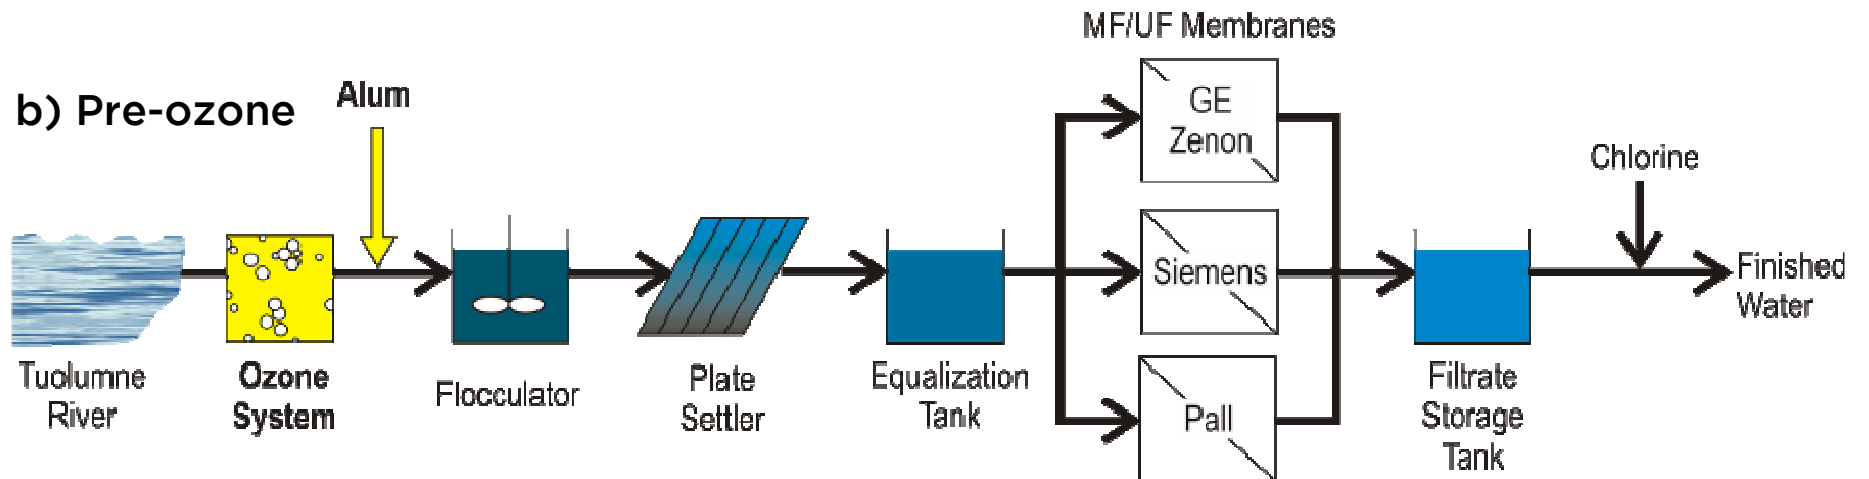 MF/UF Membranes
b) Pre-ozone
Alum
GE
Zenon
Chlorine
Siemens
Finished
Water
Tuolumne
River
Ozone
System
Flocculator
Plate
Settler
Equalization
Tank
Pall
Filtrate
Storage
Tank